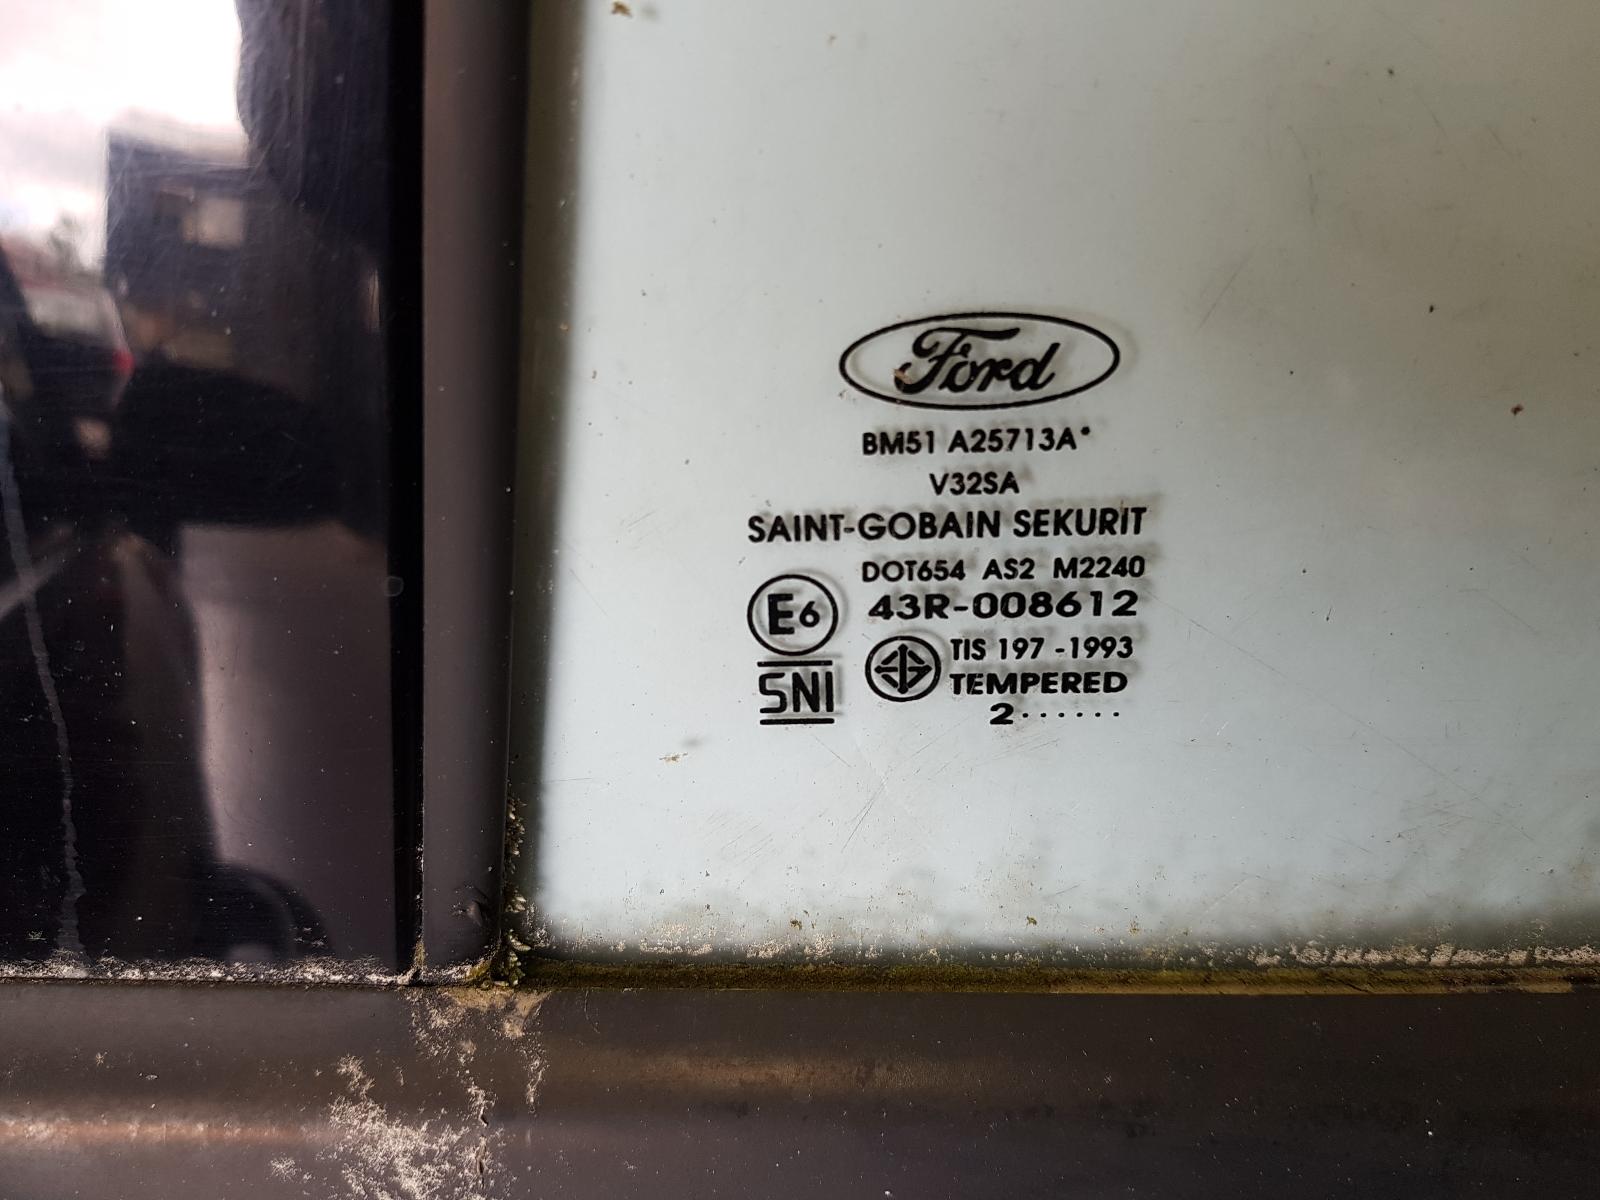 Ford
BM51 A25713A*
V32SA
SAINT-GOBAIN SEKURIT
DOT654 AS2 M2240
E6 43R-008612
TIS 197 -1993
SNI TEMPERED
2······